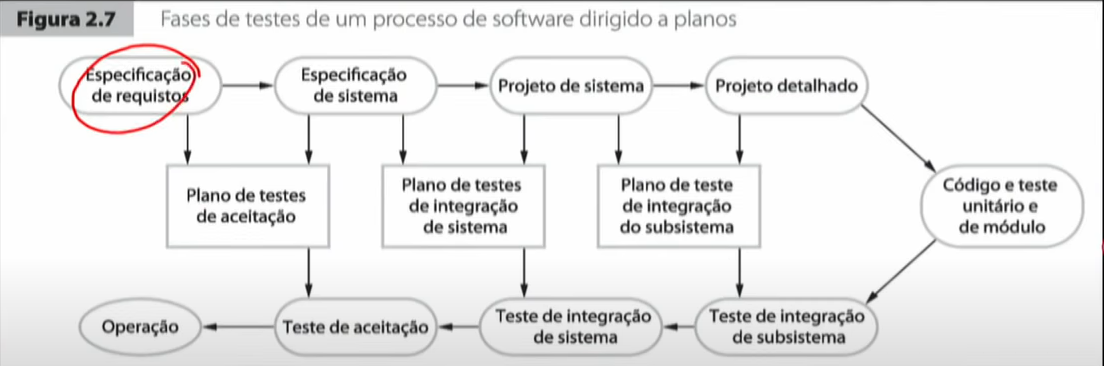 Figura 2.7 Fases de testes de um processo de software dirigido a planos
Especificação
de requistos
Especificação
de sistema
Projeto de sistema
Projeto detalhado
Plano de testes
de aceitação
Plano de testes
de integração
de sistema
Plano de teste
de integração
do subsistema
Código e teste
unitário e
de módulo
Operação
Teste de aceitação
Teste de integração
de sistema
Teste de integração
de subsistema